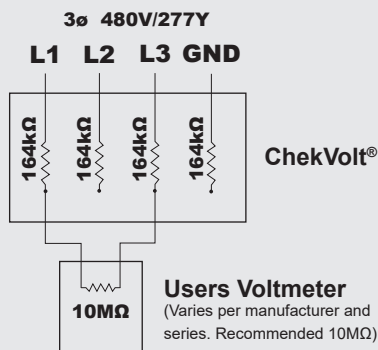 3ø 480V/277Y
L1 L2 L3 GND
164kΩ 164kΩ 164kΩ 164kΩ
ChekVolt®
10MΩ
Users Voltmeter
(Varies per manufacturer and
series. Recommended 10MΩ)